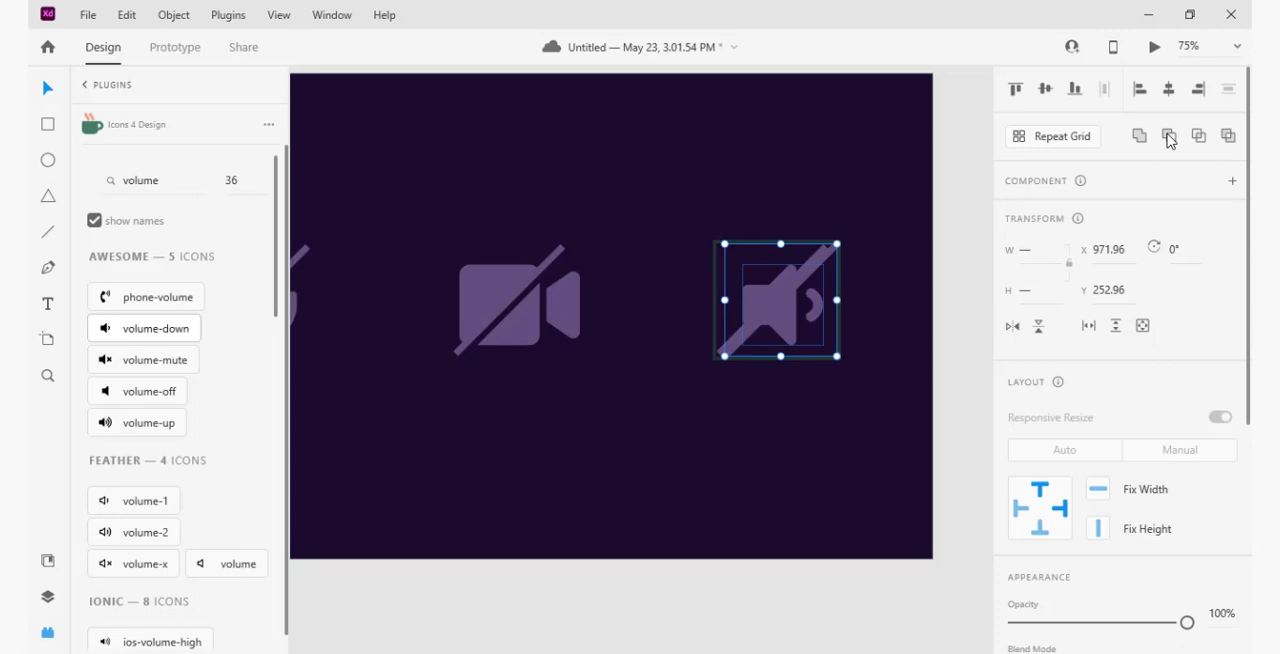 Xd File Edit Object Plugins View Window Help
Design Prototype Share Untitled — May 23, 3.01.54 PM * 75%
PLUGINS
Icons 4 Design
volume 36
show names
AWESOME — 5 ICONS
phone-volume
volume-down
volume-mute
volume-off
volume-up
FEATHER — 4 ICONS
volume-1
volume-2
volume-x volume
IONIC — 8 ICONS
ios-volume-high
Repeat Grid
COMPONENT
TRANSFORM
W — X 971.96 0°
H — Y 252.96
LAYOUT
Responsive Resize
Auto Manual
Fix Width
Fix Height
APPEARANCE
Opacity
100%
Blend Mode